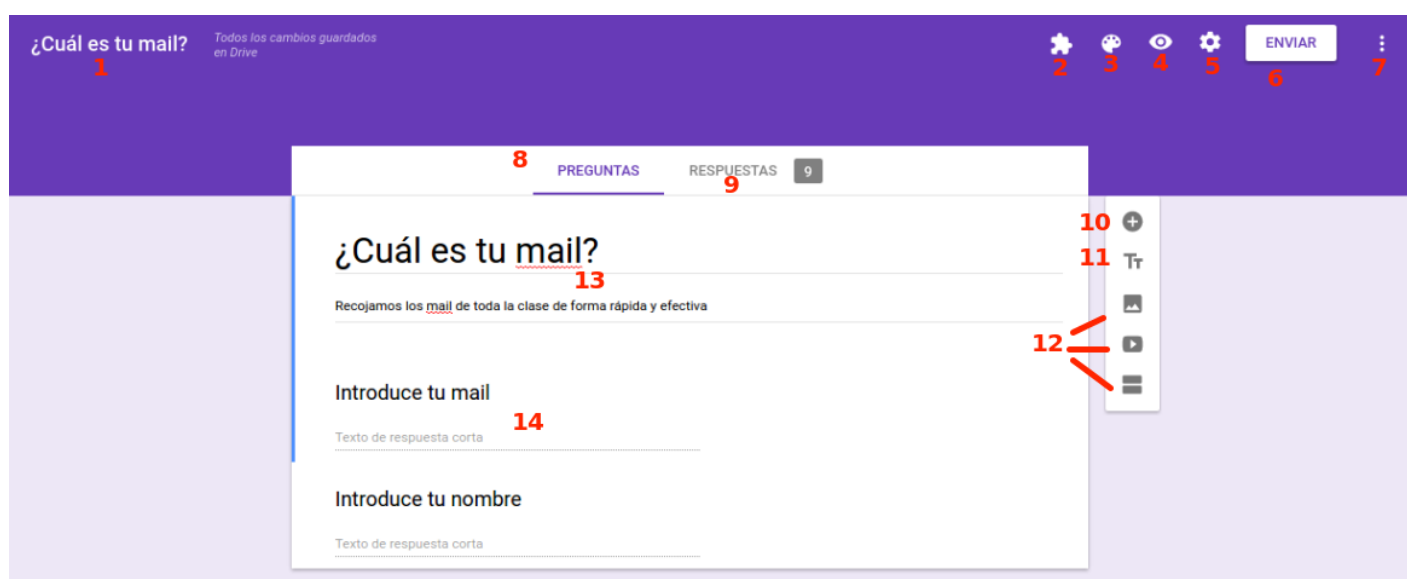 ¿Cuál es tu mail?
Todos los cambios guardados
en Drive
ENVIAR
1
2
3
4
5
6
7
8
PREGUNTAS
RESPUESTAS
9
9
10
¿Cuál es tu mail?
11
Tт
13
Recojamos los mail de toda la clase de forma rápida y efectiva
12
Introduce tu mail
14
Texto de respuesta corta
Introduce tu nombre
Texto de respuesta corta